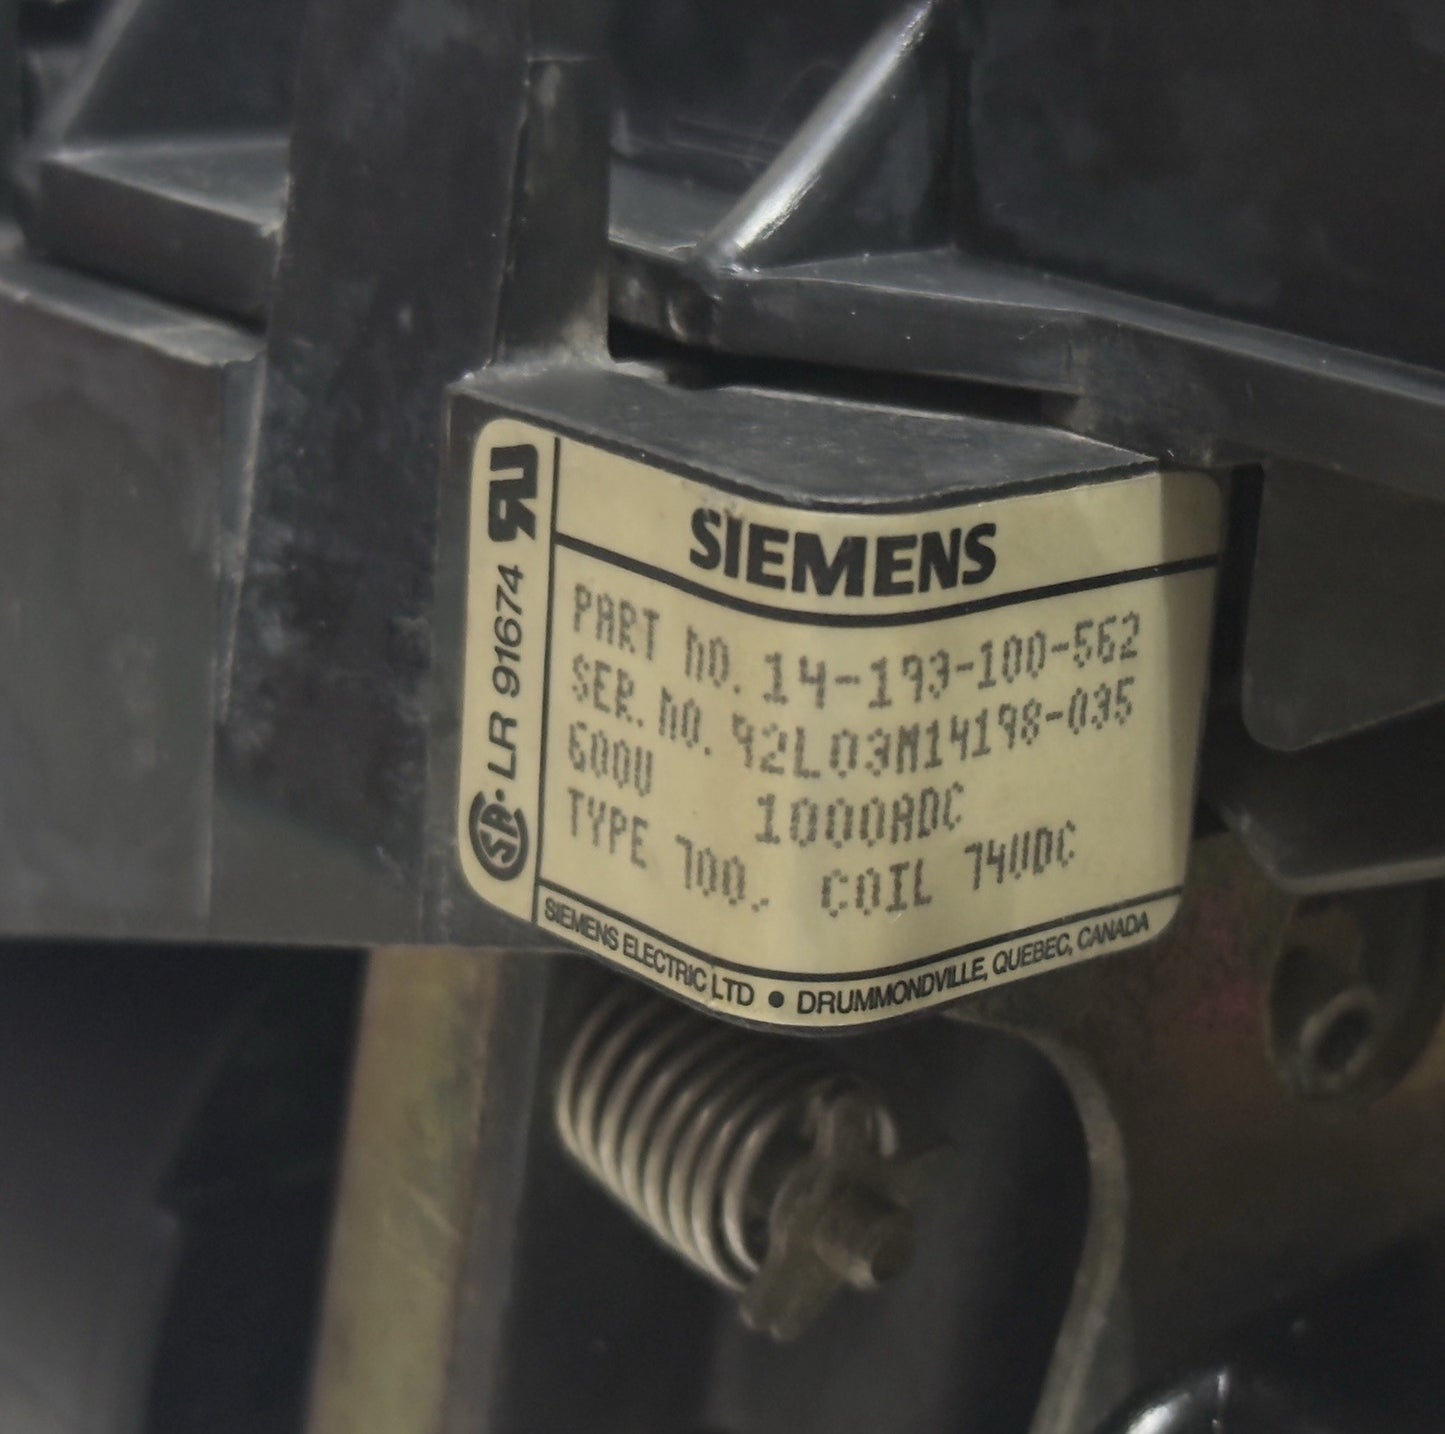 SIEMENS
PART NO. 14-193-100-562
SER. NO. 92L03M14198-035
600V 1000ADC
TYPE 700. COIL 74VDC
SIEMENS ELECTRIC LTD • DRUMMONDVILLE, QUEBEC, CANADA
LR 91674